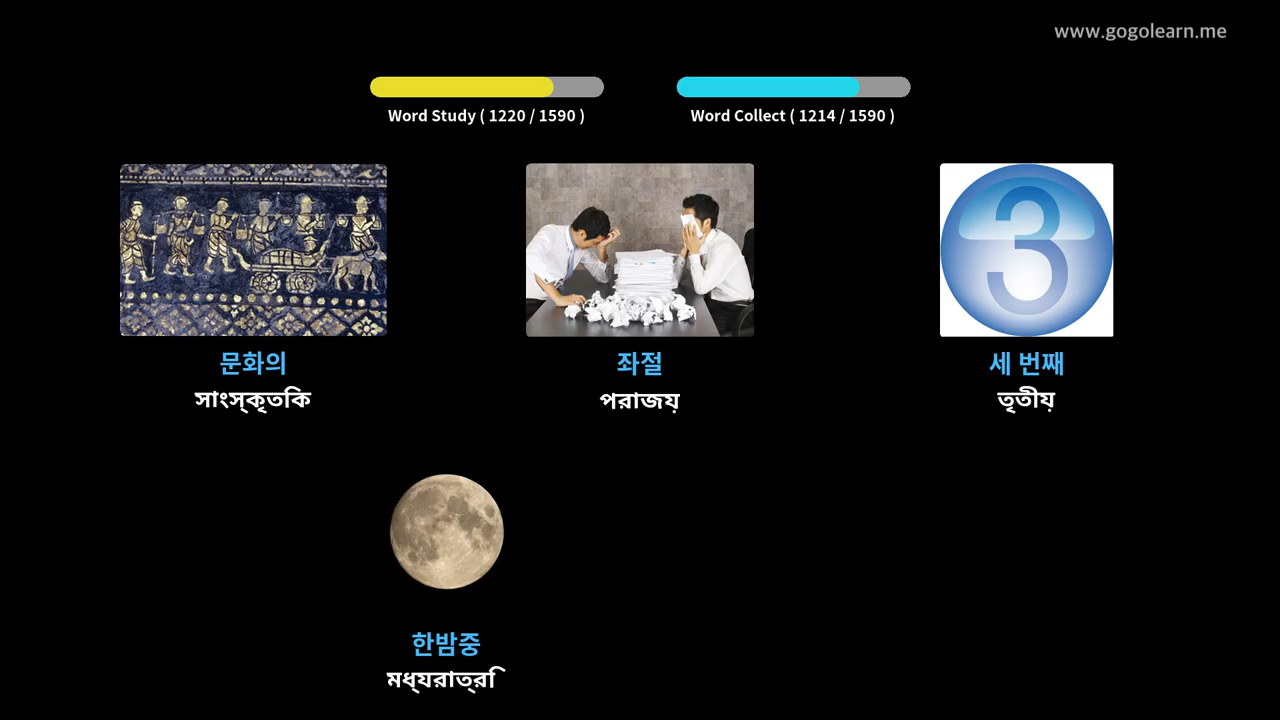 www.gogolearn.me
Word Study ( 1220 / 1590 )
Word Collect ( 1214 / 1590 )
3
문화의
সাংস্কৃতিক
좌절
পরাজয়
세 번째
তৃতীয়
한밤중
মধ্যরাত্রি